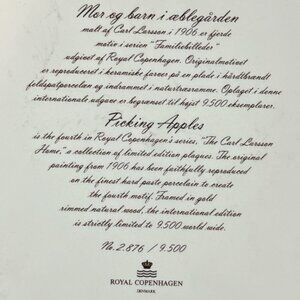 Mor og barn i æblegården
malt af Carl Larsson i 1906 er fjerde
motiv i serien "Familiebilleder"
udgivet af Royal Copenhagen. Originalmotivet
er reproduceret i keramiske farver på en plade i hårdtbrændt
feldspatporcelæn og indrammet i naturtræsramme. Oplaget i denne
internationale udgave er begrænset til højst 9.500 eksemplarer.
Picking Apples
is the fourth in Royal Copenhagen's series, "The Carl Larsson
Home," a collection of limited edition plaques. The original
painting from 1906 has been faithfully reproduced
on the finest hard paste porcelain to create
the fourth motif. Framed in gold
rimmed natural wood, the international edition
is strictly limited to 9.500 world wide.
No. 2.876 / 9.500
ROYAL COPENHAGEN
DENMARK